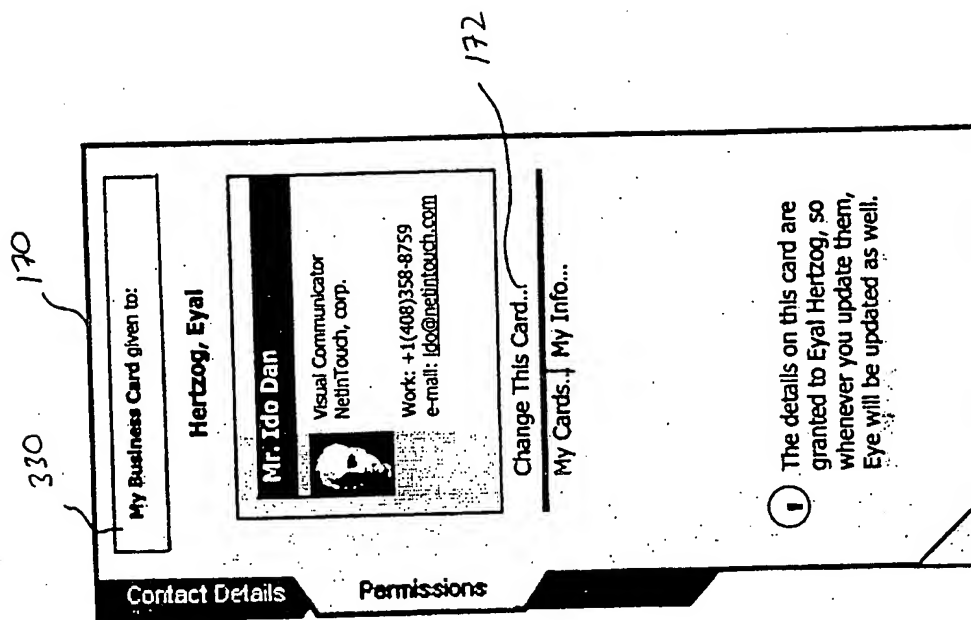 330
170
My Business Card given to:
Hertzog, Eyal
Mr. Ido Dan
Visual Communicator
NetInTouch, corp.
Work: +1(408)358-8759
e-mail: Ido@netintouch.com
172
Change This Card...
My Cards... | My Info...
i
The details on this card are
granted to Eyal Hertzog, so
whenever you update them,
Eye will be updated as well.
Contact Details
Permissions